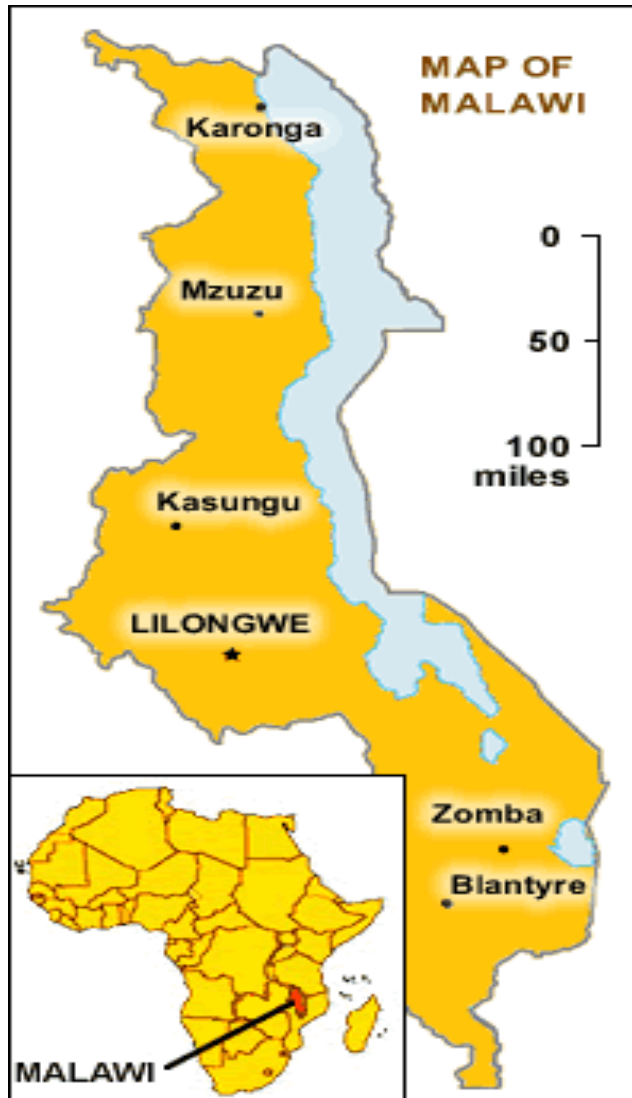 MAP OF
MALAWI
Karonga
0
Mzuzu
50
100
miles
Kasungu
LILONGWE
Zomba
Blantyre
MALAWI